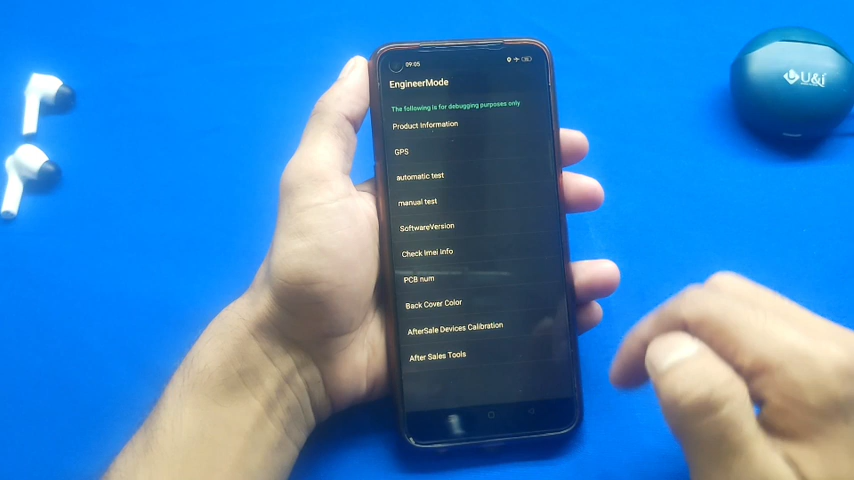 09:05
EngineerMode
The following is for debugging purposes only
Product Information
GPS
automatic test
manual test
SoftwareVersion
Check Imei Info
PCB num
Back Cover Color
AfterSale Devices Calibration
After Sales Tools
U&i